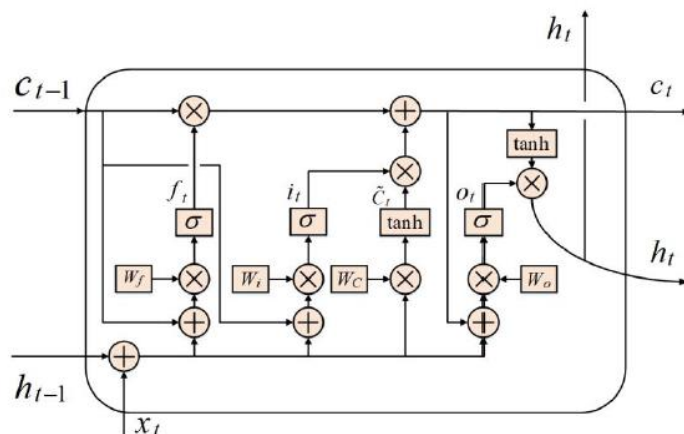 h_t
c_{t-1}
c_t
tanh
f_t
i_t
C̃_t
o_t
σ
σ
tanh
σ
h_t
W_f
W_i
W_C
W_o
h_{t-1}
x_t